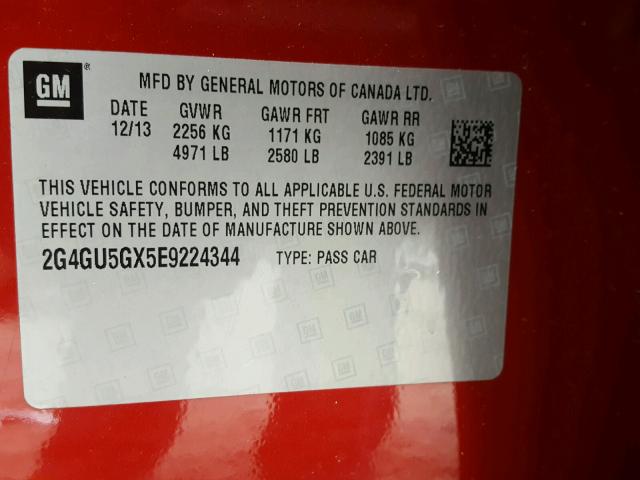 GM®
MFD BY GENERAL MOTORS OF CANADA LTD.
DATE GVWR GAWR FRT GAWR RR
12/13 2256 KG 1171 KG 1085 KG
4971 LB 2580 LB 2391 LB
THIS VEHICLE CONFORMS TO ALL APPLICABLE U.S. FEDERAL MOTOR
VEHICLE SAFETY, BUMPER, AND THEFT PREVENTION STANDARDS IN
EFFECT ON THE DATE OF MANUFACTURE SHOWN ABOVE.
2G4GU5GX5E9224344 TYPE: PASS CAR